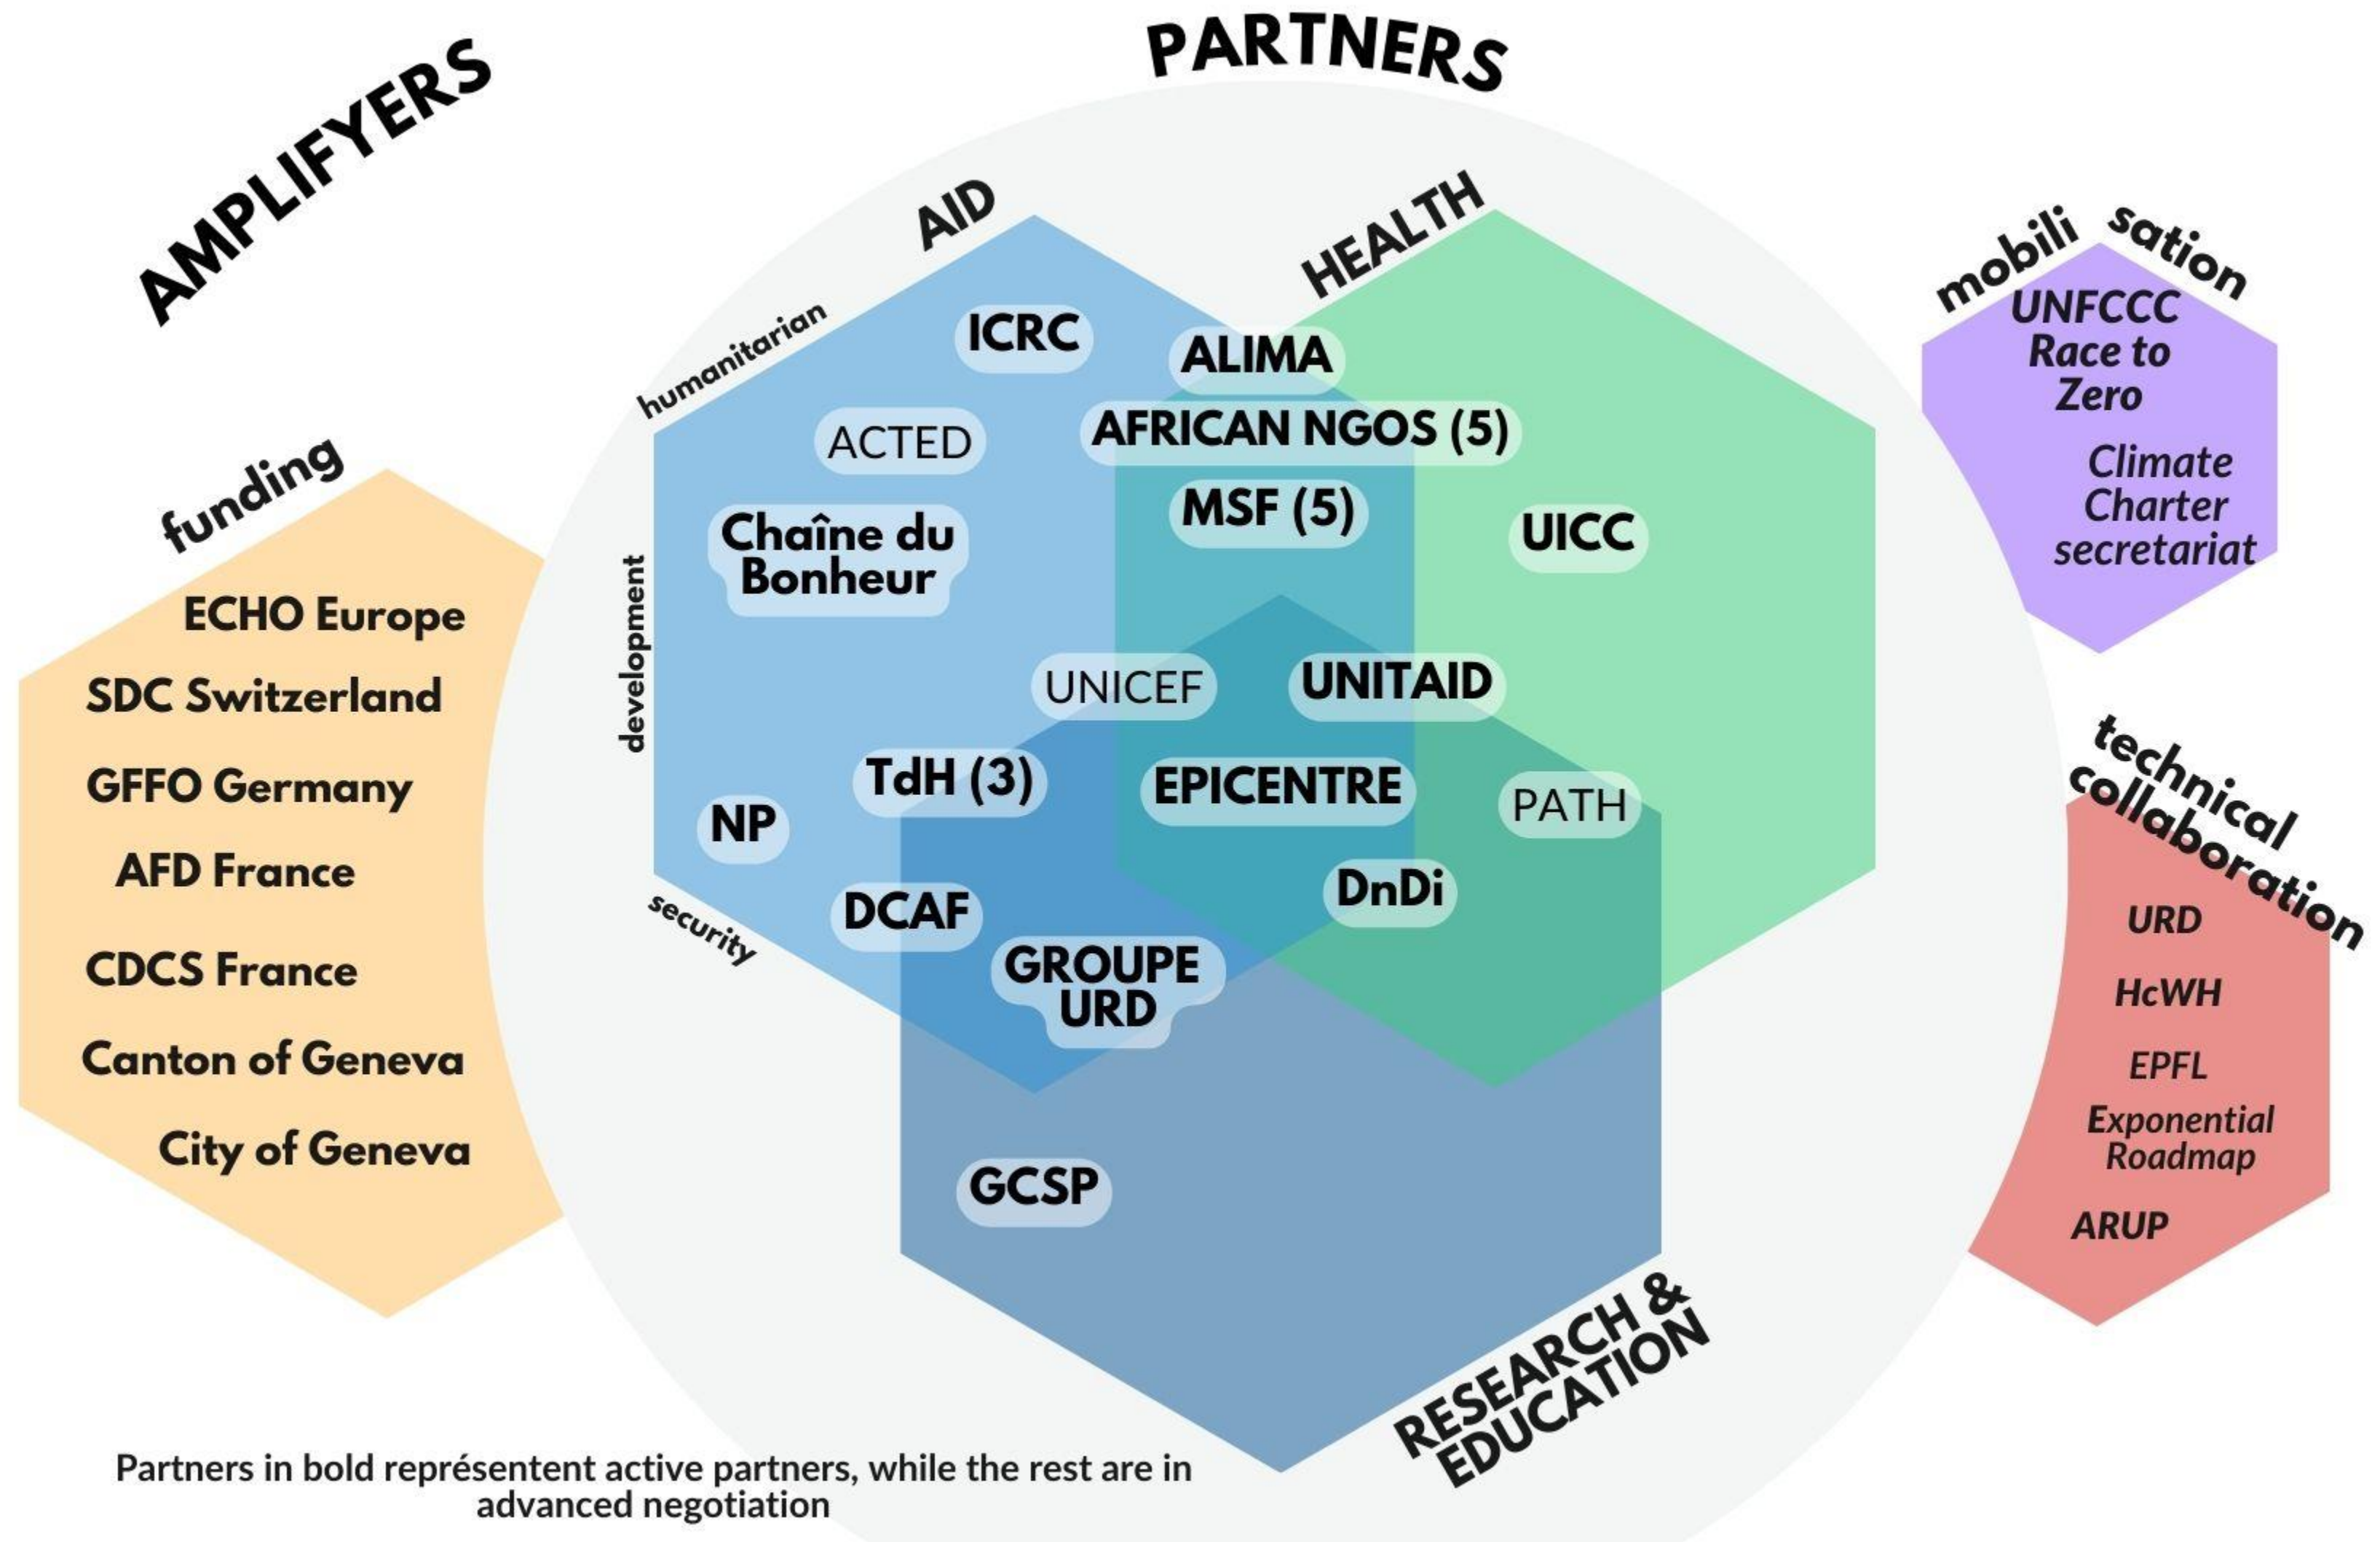 AMPLIFYERS
PARTNERS
funding
ECHO Europe
SDC Switzerland
GFFO Germany
AFD France
CDCS France
Canton of Geneva
City of Geneva
AID
humanitarian
development
security
HEALTH
ICRC
ALIMA
ACTED
AFRICAN NGOS (5)
Chaîne du
Bonheur
MSF (5)
UICC
UNICEF
UNITAID
TdH (3)
NP
EPICENTRE
PATH
DCAF
DnDi
GROUPE
URD
GCSP
RESEARCH &
EDUCATION
mobili sation
UNFCCC
Race to
Zero
Climate
Charter
secretariat
technical
collaboration
URD
HcWH
EPFL
Exponential
Roadmap
ARUP
Partners in bold représentent active partners, while the rest are in
advanced negotiation